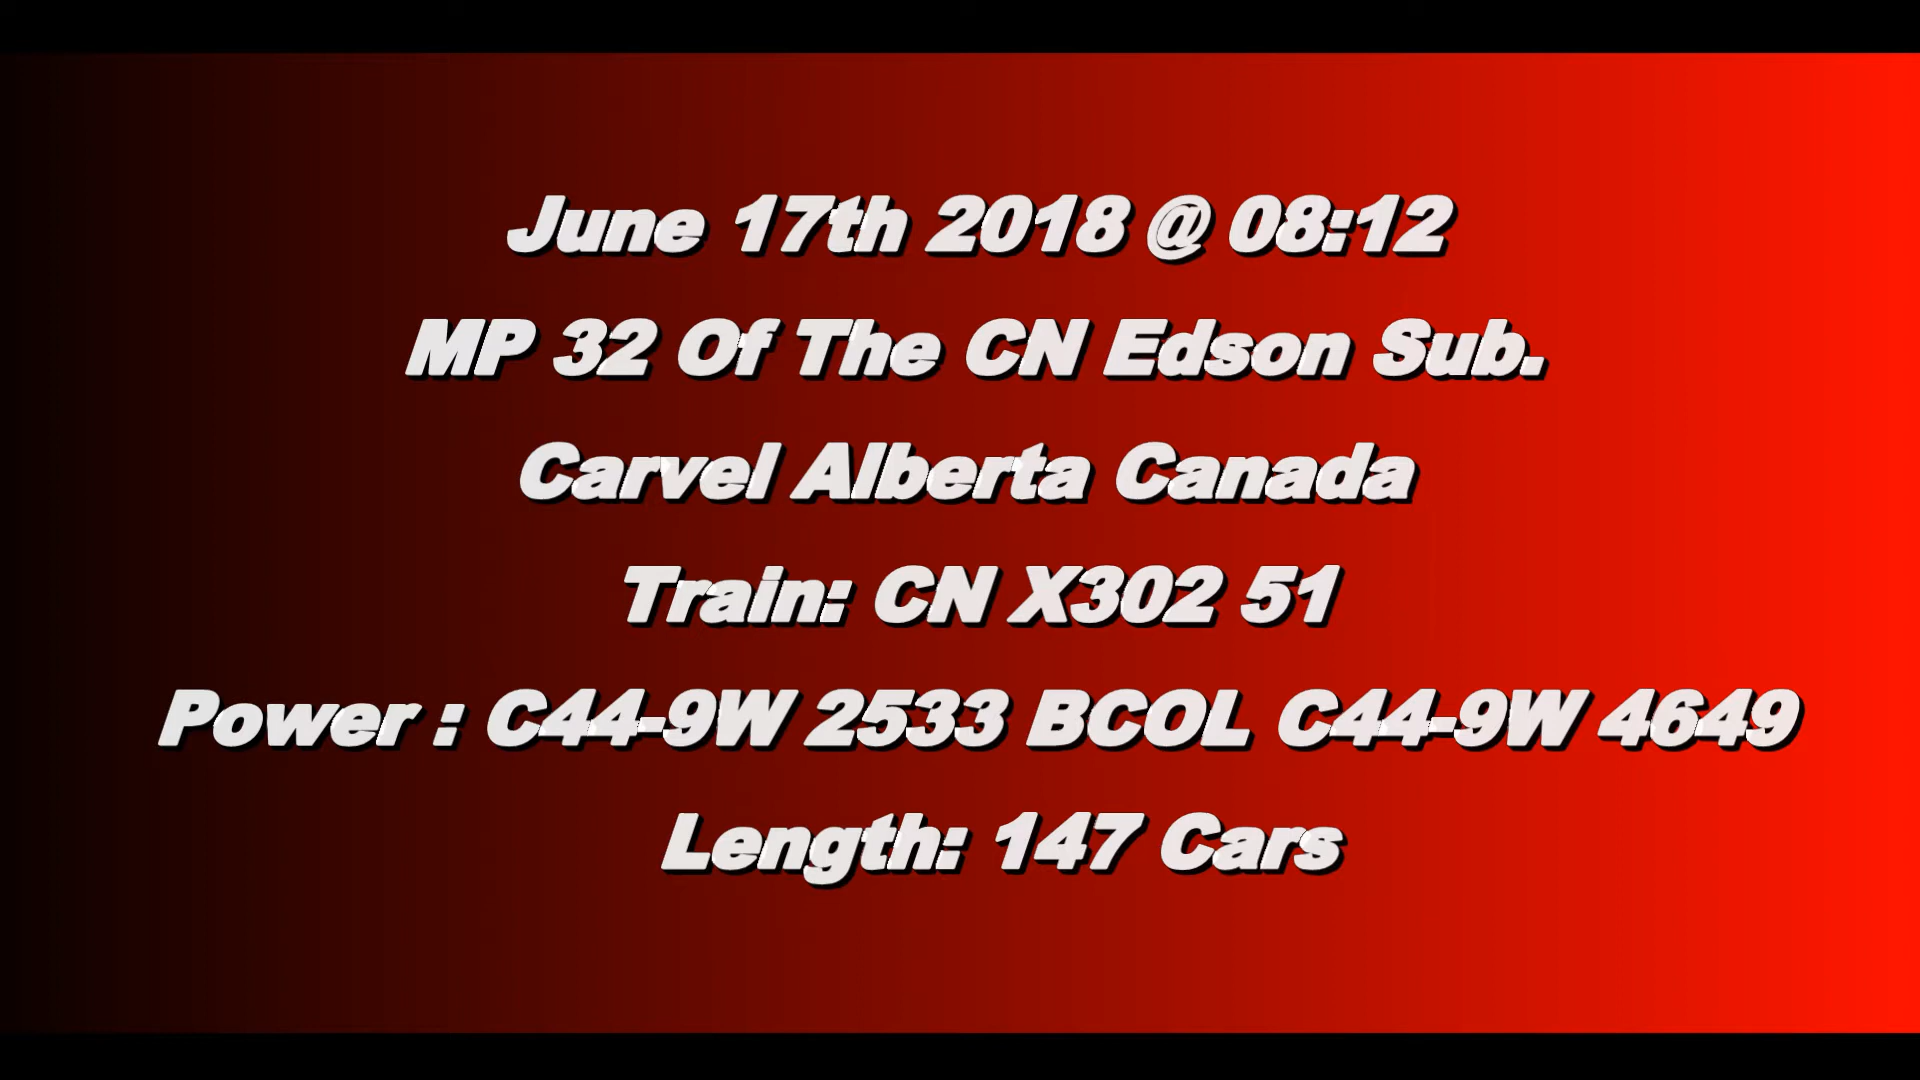 June 17th 2018 @ 08:12
MP 32 Of The CN Edson Sub.
Carvel Alberta Canada
Train: CN X302 51
Power : C44-9W 2533 BCOL C44-9W 4649
Length: 147 Cars